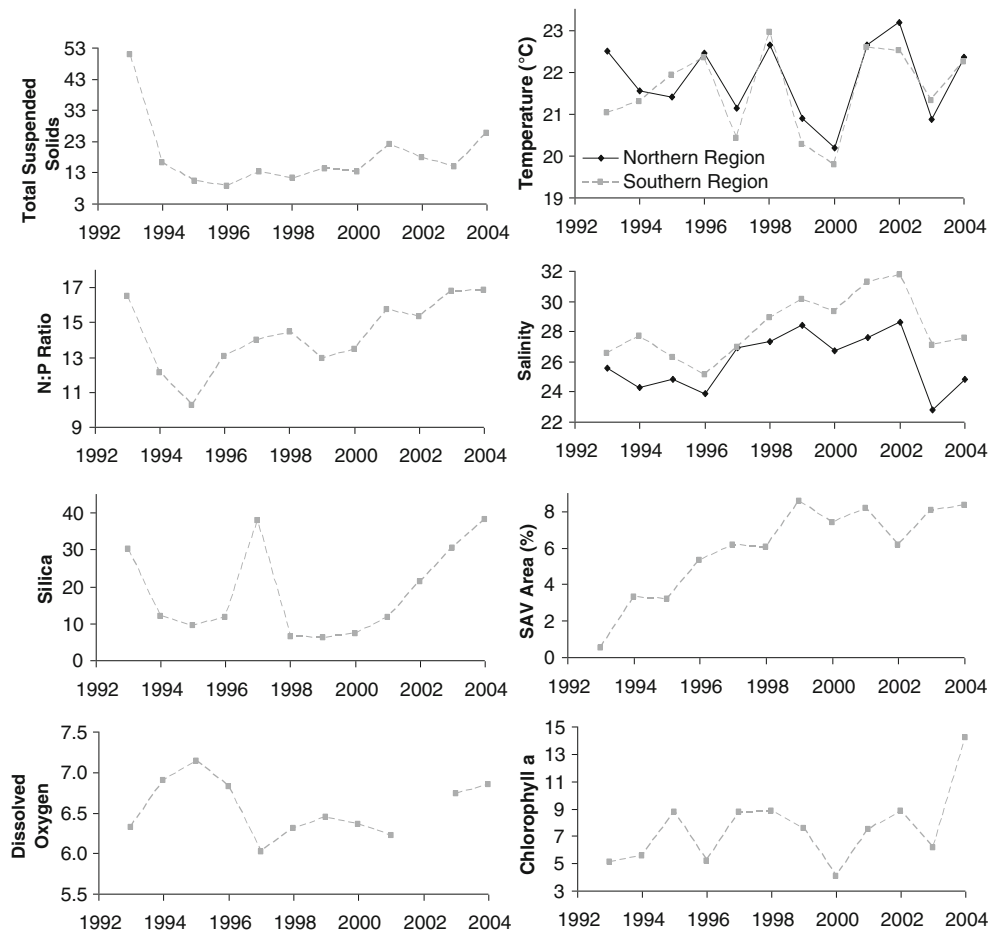 Total Suspended
Solids
53
43
33
23
13
3
1992 1994 1996 1998 2000 2002 2004
Temperature (°C)
23
22
21
20
19
Northern Region
Southern Region
1992 1994 1996 1998 2000 2002 2004
N:P Ratio
17
15
13
11
9
1992 1994 1996 1998 2000 2002 2004
Salinity
32
30
28
26
24
22
1992 1994 1996 1998 2000 2002 2004
Silica
40
30
20
10
0
1992 1994 1996 1998 2000 2002 2004
SAV Area (%)
8
6
4
2
0
1992 1994 1996 1998 2000 2002 2004
Dissolved
Oxygen
7.5
7.0
6.5
6.0
5.5
1992 1994 1996 1998 2000 2002 2004
Chlorophyll a
15
13
11
9
7
5
3
1992 1994 1996 1998 2000 2002 2004